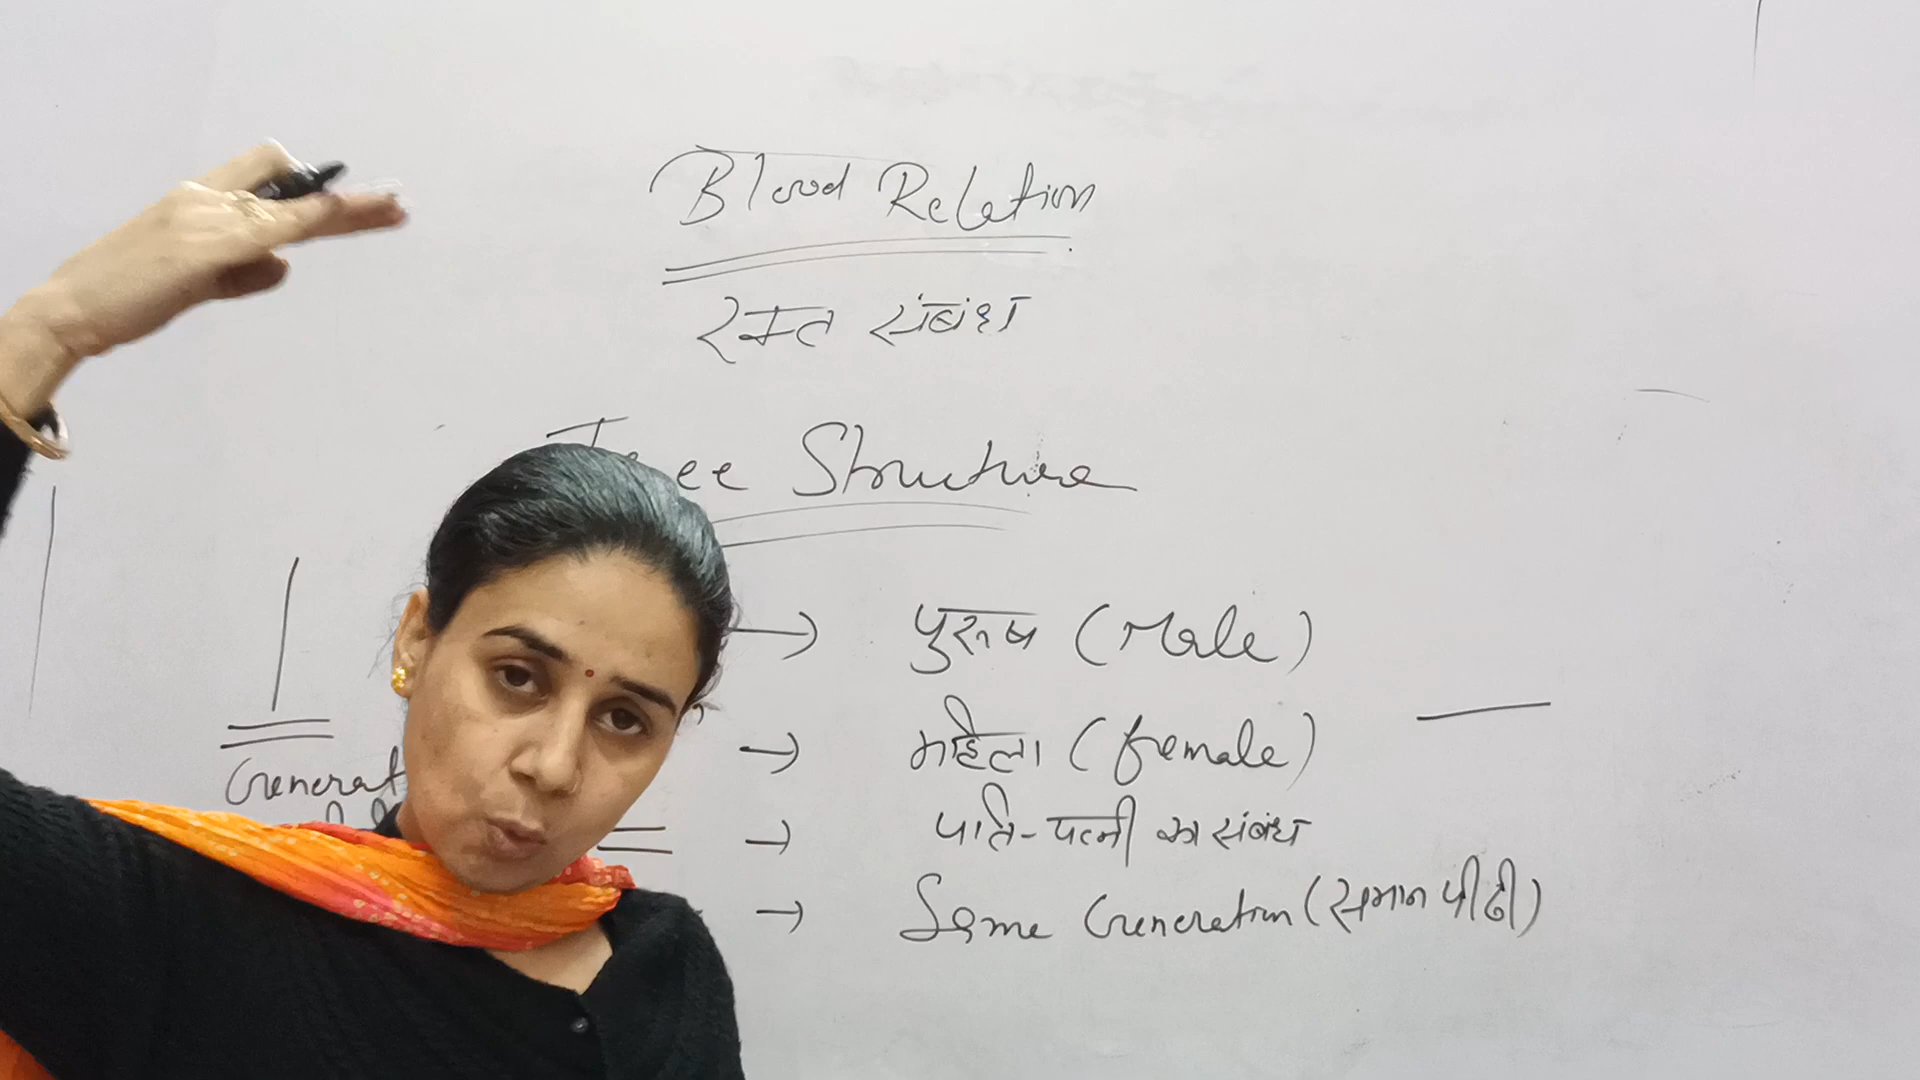 Blood Relation
रक्त संबंध
Tree Structure
→ पुरूष (Male)
→ महिला (female)
= → पति-पत्नी का संबंध
→ Same Generation (समान पीढी)